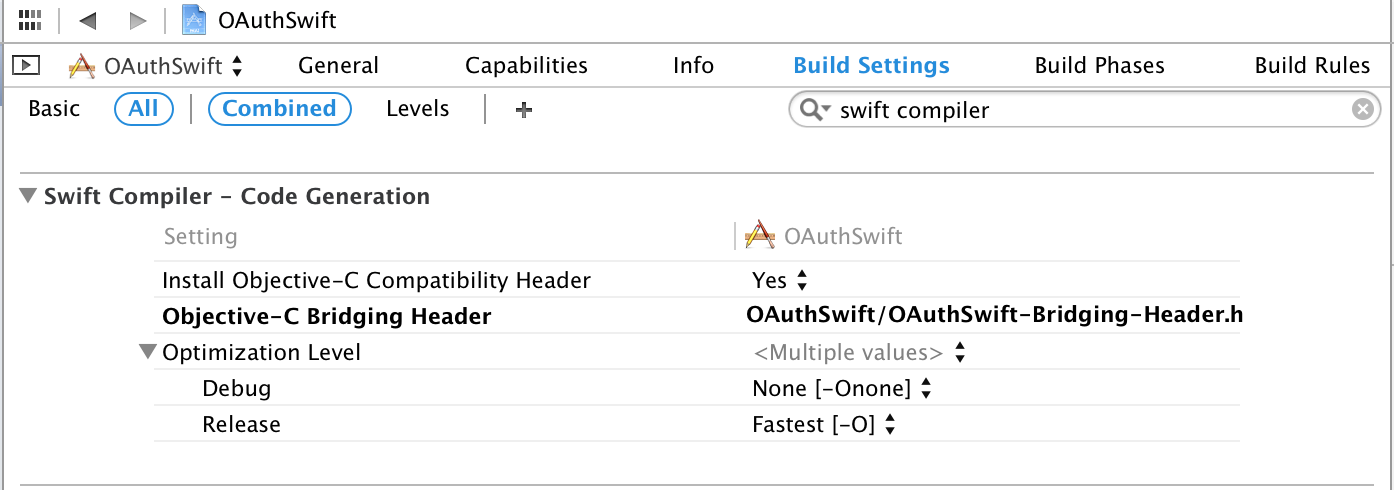 OAuthSwift
OAuthSwift General Capabilities Info Build Settings Build Phases Build Rules
Basic All Combined Levels + swift compiler
Swift Compiler - Code Generation
Setting OAuthSwift
Install Objective-C Compatibility Header Yes
Objective-C Bridging Header OAuthSwift/OAuthSwift-Bridging-Header.h
Optimization Level <Multiple values>
Debug None [-Onone]
Release Fastest [-O]